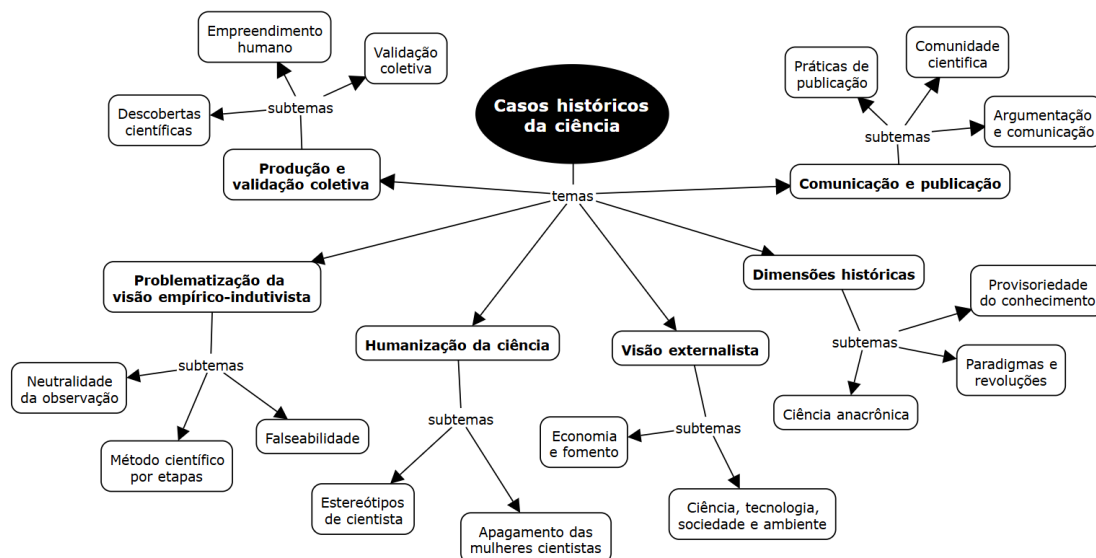 Empreendimento
humano
Validação
coletiva
subtemas
Descobertas
científicas
Produção e
validação coletiva
Casos históricos
da ciência
temas
Comunidade
cientifica
Práticas de
publicação
Argumentação
e comunicação
subtemas
Comunicação e publicação
Problematização da
visão empírico-indutivista
subtemas
Neutralidade
da observação
Método científico
por etapas
Falseabilidade
Humanização da ciência
subtemas
Estereótipos
de cientista
Apagamento das
mulheres cientistas
Visão externalista
subtemas
Economia
e fomento
Ciência, tecnologia,
sociedade e ambiente
Dimensões históricas
subtemas
Provisoriedade
do conhecimento
Paradigmas e
revoluções
Ciência anacrônica